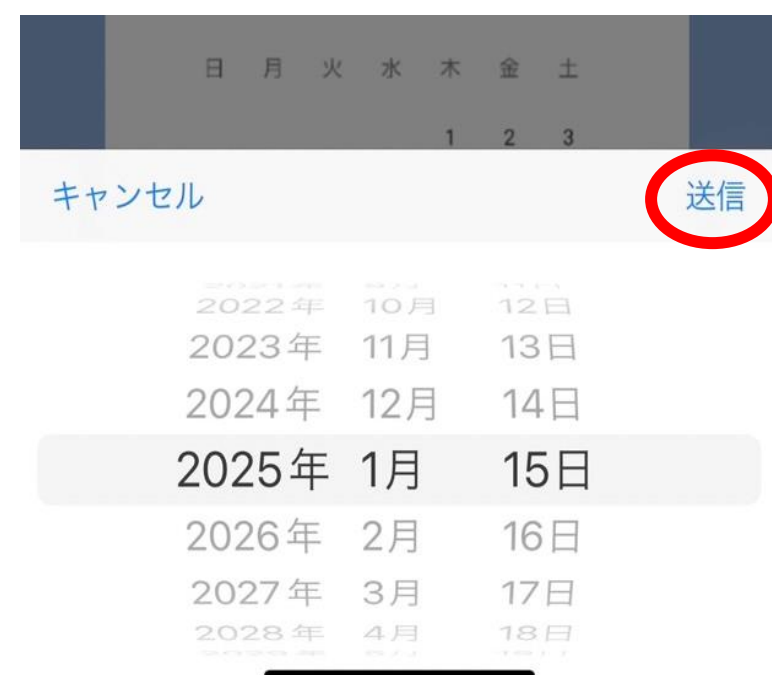 日 月 火 水 木 金 土
1 2 3
キャンセル 送信
2022年 10月 12日
2023年 11月 13日
2024年 12月 14日
2025年 1月 15日
2026年 2月 16日
2027年 3月 17日
2028年 4月 18日